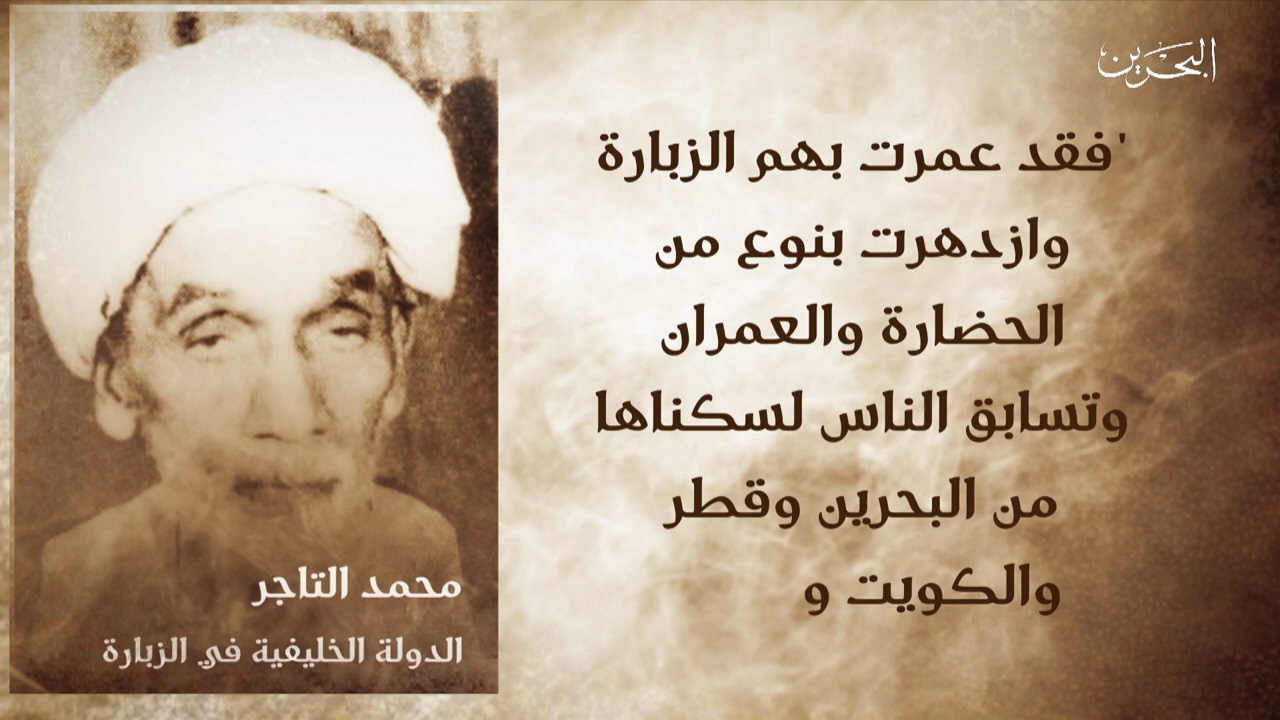 البحرين
'فقد عمرت بهم الزبارة
وازدهرت بنوع من
الحضارة والعمران
وتسابق الناس لسكناها
من البحرين وقطر
والكويت و
محمد التاجر
الدولة الخليفية في الزبارة